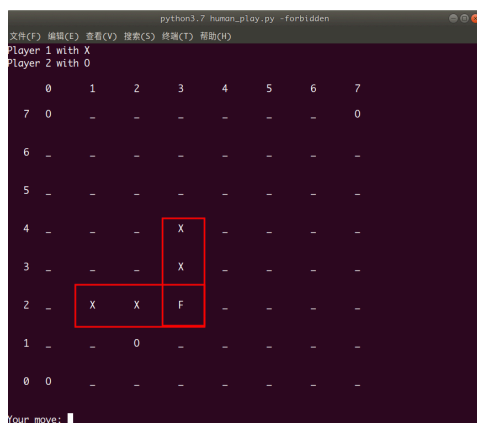 python3.7 human_play.py -forbidden
文件(F) 编辑(E) 查看(V) 搜索(S) 终端(T) 帮助(H)
Player 1 with X
Player 2 with O
0 1 2 3 4 5 6 7
7 O _ _ _ _ _ _ O
6 _ _ _ _ _ _ _ _
5 _ _ _ _ _ _ _ _
4 _ _ _ X _ _ _ _
3 _ _ _ X _ _ _ _
2 _ X X F _ _ _ _
1 _ _ O _ _ _ _ _
0 O _ _ _ _ _ _ _
Your move: